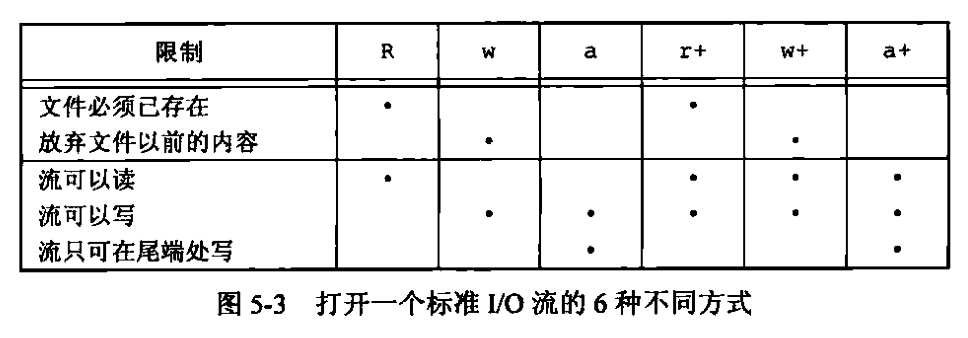 限制 R w a r+ w+ a+
文件必须已存在 • •
放弃文件以前的内容 • •
流可以读 • • • •
流可以写 • • • • •
流只可在尾端处写 • •
图 5-3 打开一个标准 I/O 流的 6 种不同方式